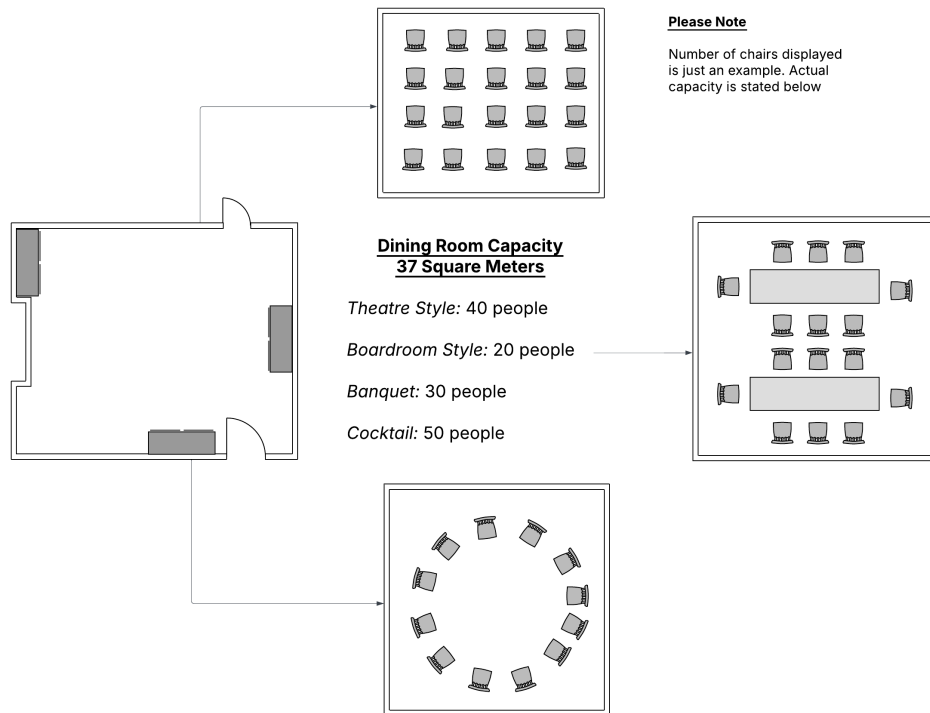 Please Note
Number of chairs displayed
is just an example. Actual
capacity is stated below
Dining Room Capacity
37 Square Meters
Theatre Style: 40 people
Boardroom Style: 20 people
Banquet: 30 people
Cocktail: 50 people